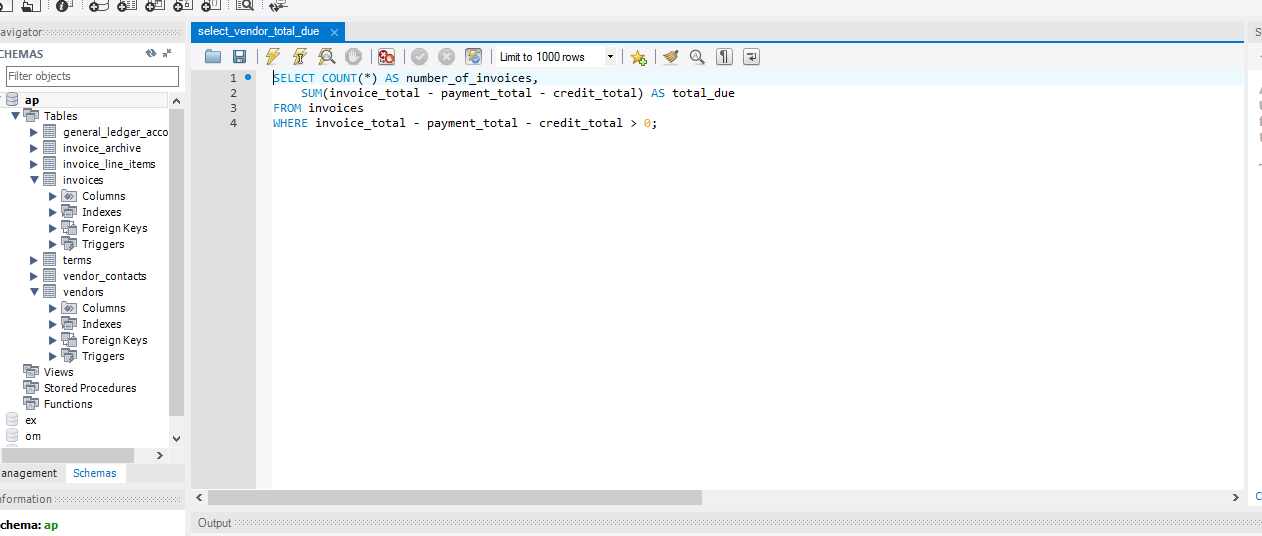 select_vendor_total_due ×
avigator
CHEMAS
Filter objects
Limit to 1000 rows
ap
Tables
general_ledger_acco
invoice_archive
invoice_line_items
invoices
Columns
Indexes
Foreign Keys
Triggers
terms
vendor_contacts
vendors
Columns
Indexes
Foreign Keys
Triggers
Views
Stored Procedures
Functions
ex
om
anagement Schemas
nformation
chema: ap
1 SELECT COUNT(*) AS number_of_invoices,
2 SUM(invoice_total - payment_total - credit_total) AS total_due
3 FROM invoices
4 WHERE invoice_total - payment_total - credit_total > 0;
Output